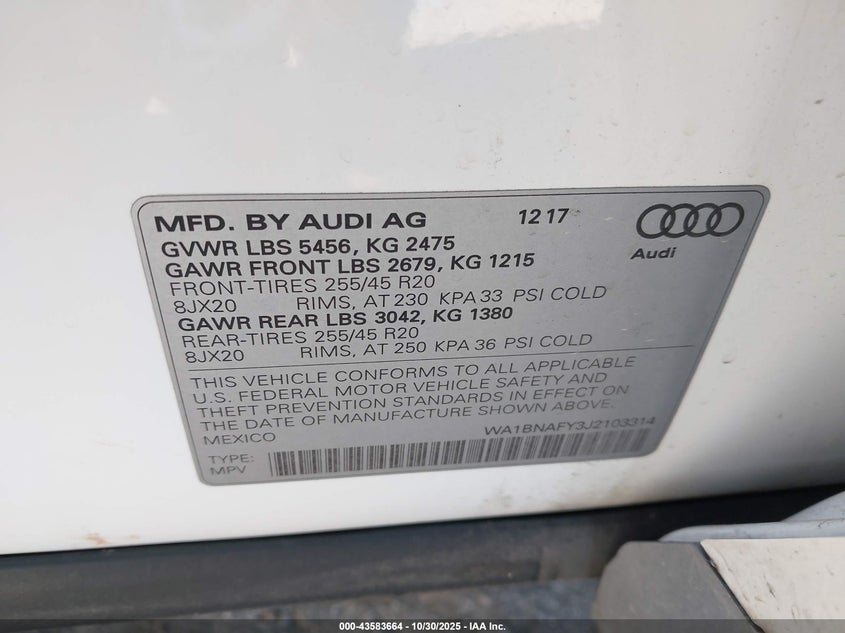 MFD. BY AUDI AG 12 17
GVWR LBS 5456, KG 2475
Audi
GAWR FRONT LBS 2679, KG 1215
FRONT-TIRES 255/45 R20
8JX20 RIMS, AT 230 KPA 33 PSI COLD
GAWR REAR LBS 3042, KG 1380
REAR-TIRES 255/45 R20
8JX20 RIMS, AT 250 KPA 36 PSI COLD
THIS VEHICLE CONFORMS TO ALL APPLICABLE
U.S. FEDERAL MOTOR VEHICLE SAFETY AND
THEFT PREVENTION STANDARDS IN EFFECT ON
THE DATE OF MANUFACTURE SHOWN ABOVE.
MEXICO WA1BNAFY3J2103314
TYPE:
MPV
000-43583664 - 10/30/2025 - IAA Inc.